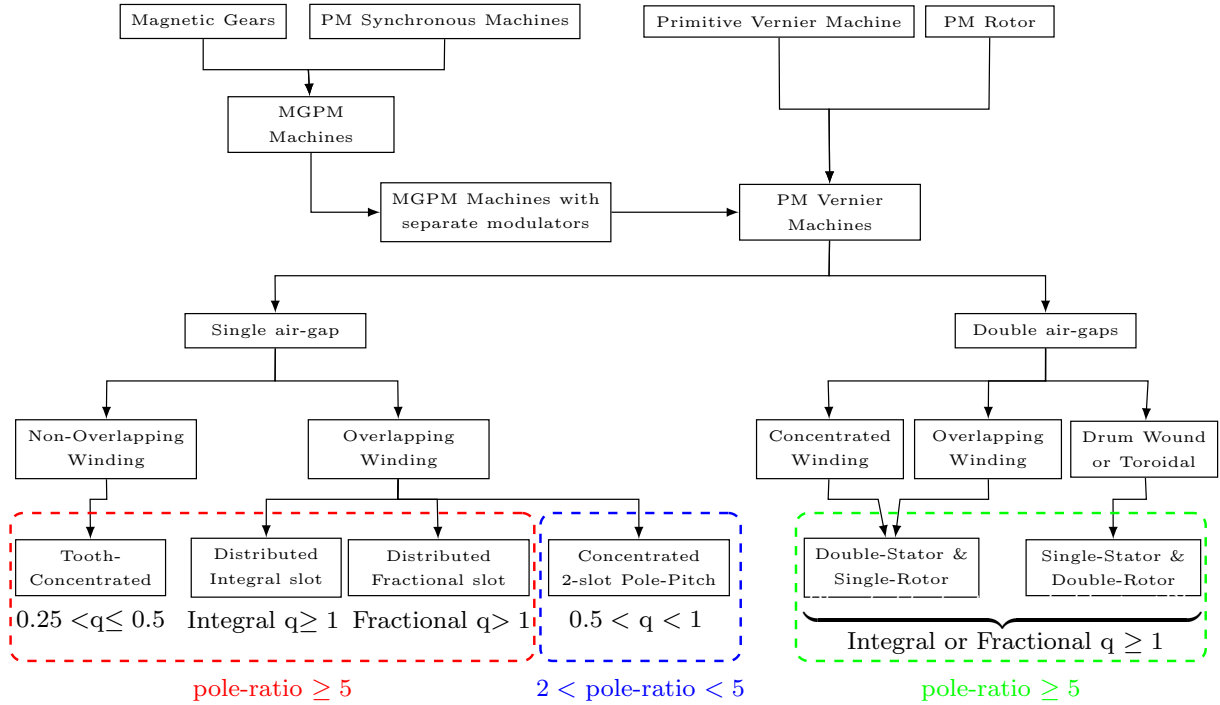 Magnetic Gears
PM Synchronous Machines
Primitive Vernier Machine
PM Rotor
MGPM
Machines
MGPM Machines with
separate modulators
PM Vernier
Machines
Single air-gap
Double air-gaps
Non-Overlapping
Winding
Overlapping
Winding
Concentrated
Winding
Overlapping
Winding
Drum Wound
or Toroidal
Tooth-
Concentrated
Distributed
Integral slot
Distributed
Fractional slot
Concentrated
2-slot Pole-Pitch
Double-Stator &
Single-Rotor
Single-Stator &
Double-Rotor
0.25 <q≤ 0.5
Integral q≥ 1
Fractional q> 1
0.5 < q < 1
Integral or Fractional q ≥ 1
pole-ratio ≥ 5
2 < pole-ratio < 5
pole-ratio ≥ 5